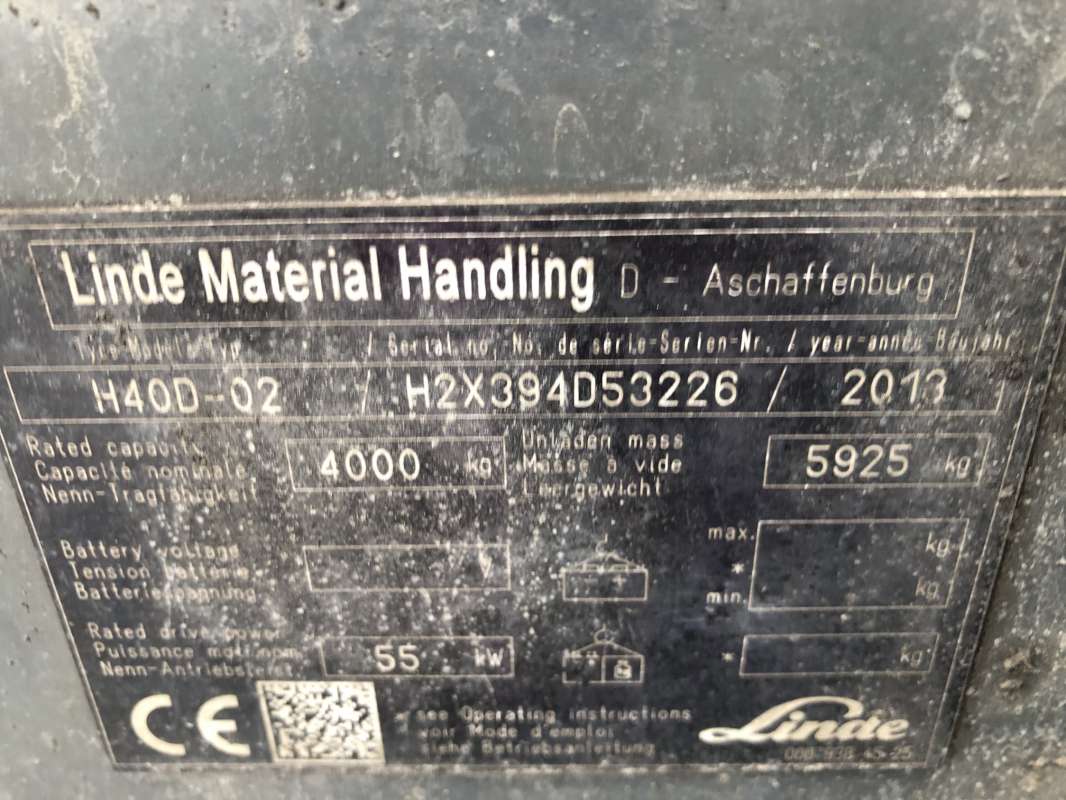 Linde Material Handling D - Aschaffenburg
/ Serial no. No. de série-Serien-Nr. / year-année-Baujahr
H40D-02 / H2X394D53226 / 2013
Rated capacity 4000 kg Unladen mass 5925 kg
Capacité nominale Masse à vide
Nenn-Tragfähigkeit Leergewicht
Battery voltage V max. kg
Tension batterie * kg
Batteriespannung min.
Rated drive power
Puissance mot. nom. 55 kW * kg
Nenn-Antriebsleist.
CE see Operating instructions Linde
voir Mode d'emploi
siehe Betriebsanleitung